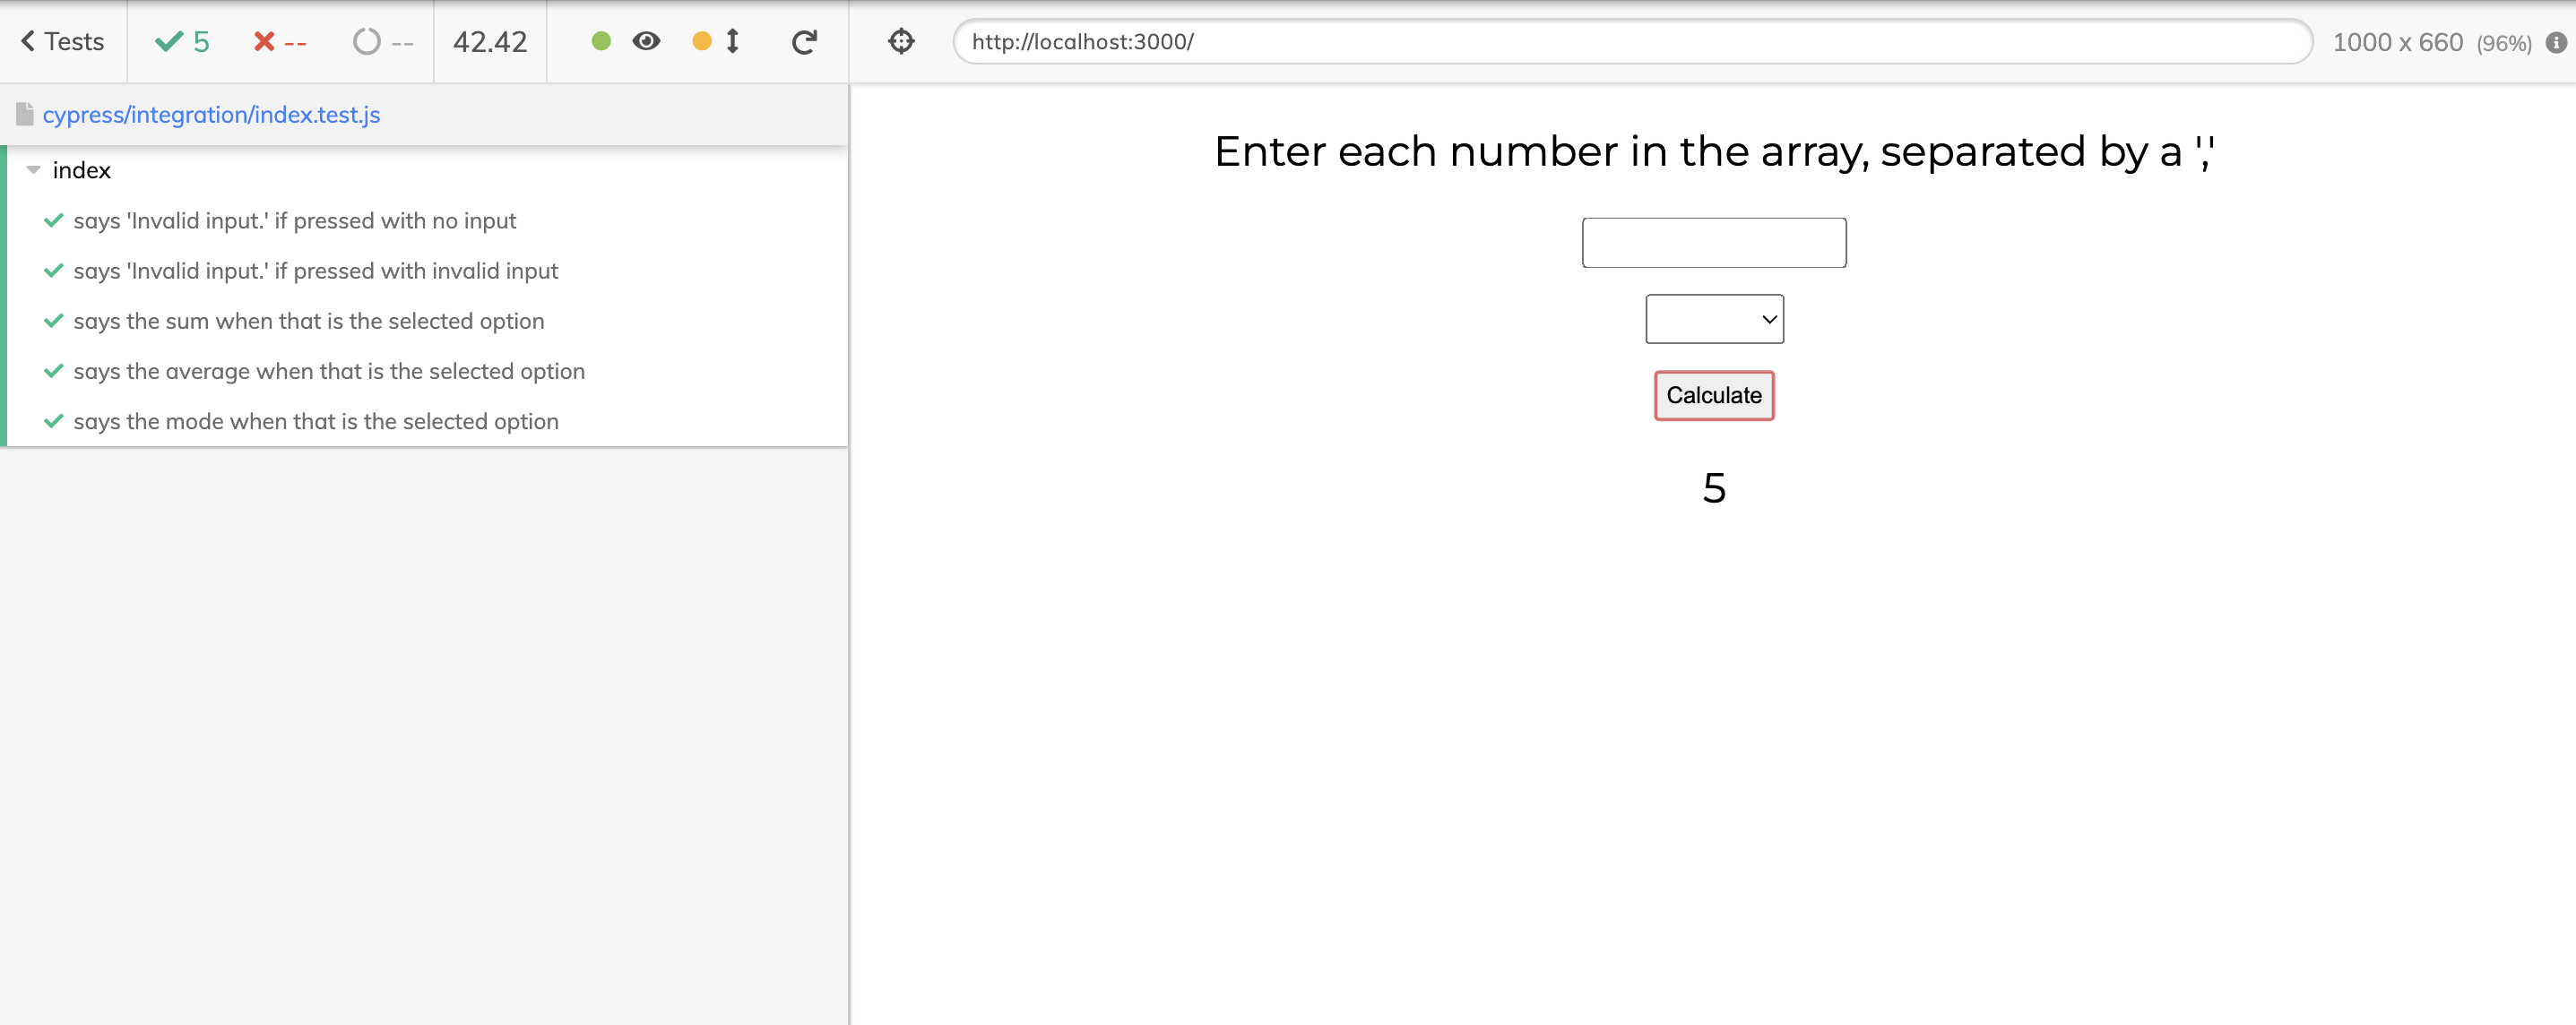 Tests 5 -- -- 42.42
http://localhost:3000/ 1000 x 660 (96%)
cypress/integration/index.test.js
index
says 'Invalid input.' if pressed with no input
says 'Invalid input.' if pressed with invalid input
says the sum when that is the selected option
says the average when that is the selected option
says the mode when that is the selected option
Enter each number in the array, separated by a ','
Calculate
5